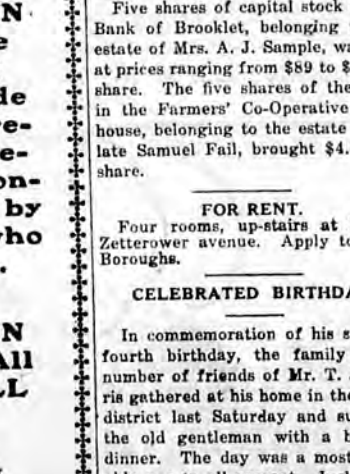 N
e
de
re-
e-
on-
by
who
.
N
All
LL
Five shares of capital stock
Bank of Brooklet, belonging
estate of Mrs. A. J. Sample, wa
at prices ranging from $89 to $
share. The five shares of the
in the Farmers' Co-Operative
house, belonging to the estate
late Samuel Fail, brought $4.
share.
FOR RENT.
Four rooms, up-stairs at
Zetterower avenue. Apply to
Boroughs.
CELEBRATED BIRTHDA
In commemoration of his s
fourth birthday, the family
number of friends of Mr. T.
ris gathered at his home in the
district last Saturday and su
the old gentleman with a b
dinner. The day was a most